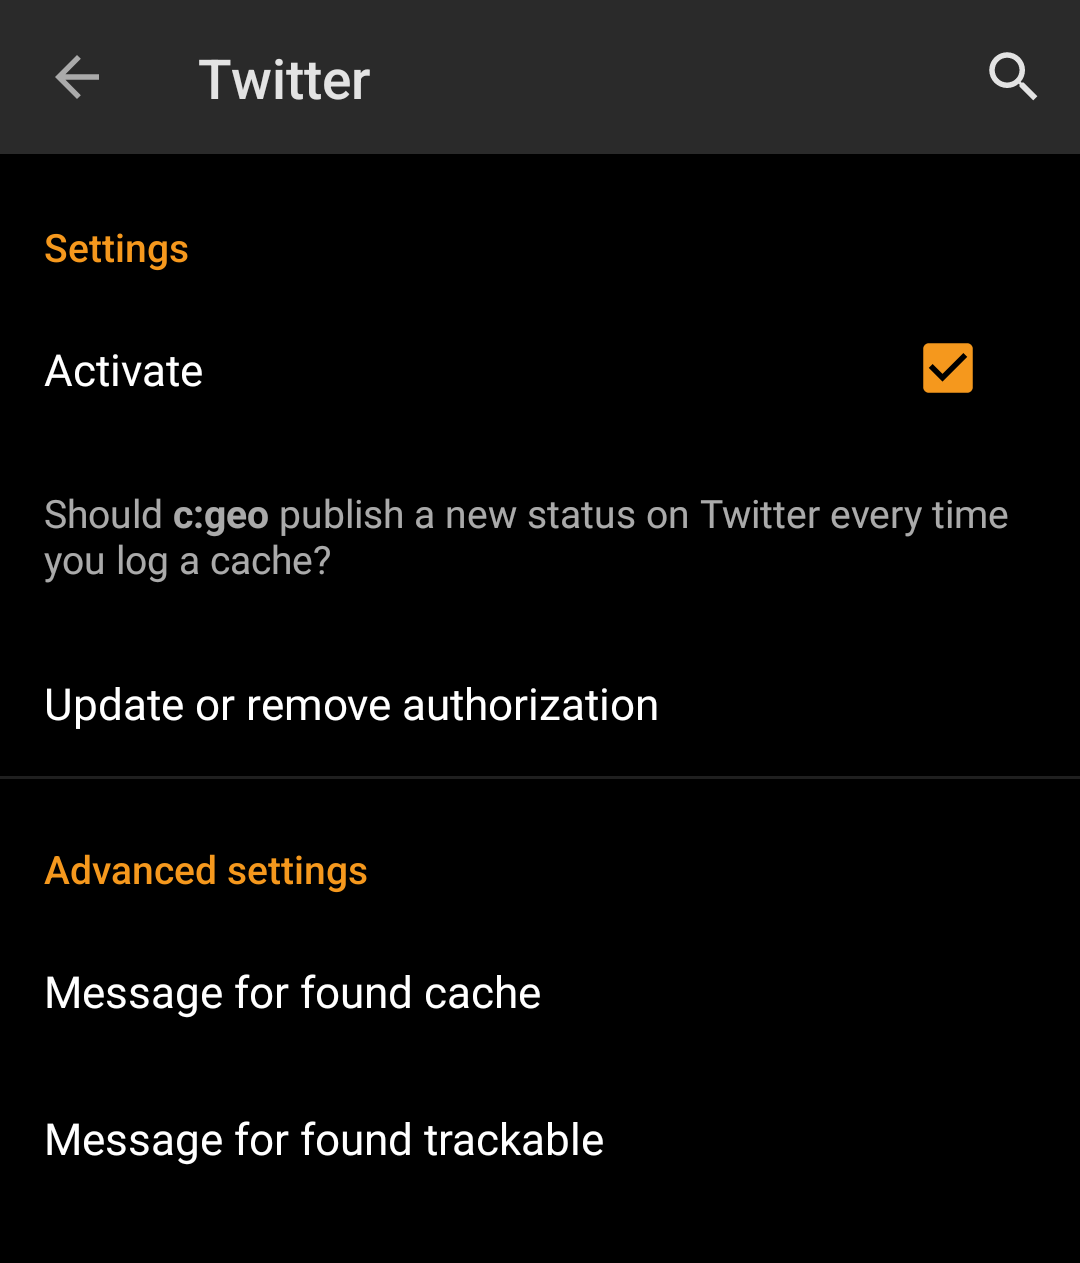 Twitter
Settings
Activate
Should c:geo publish a new status on Twitter every time
you log a cache?
Update or remove authorization
Advanced settings
Message for found cache
Message for found trackable